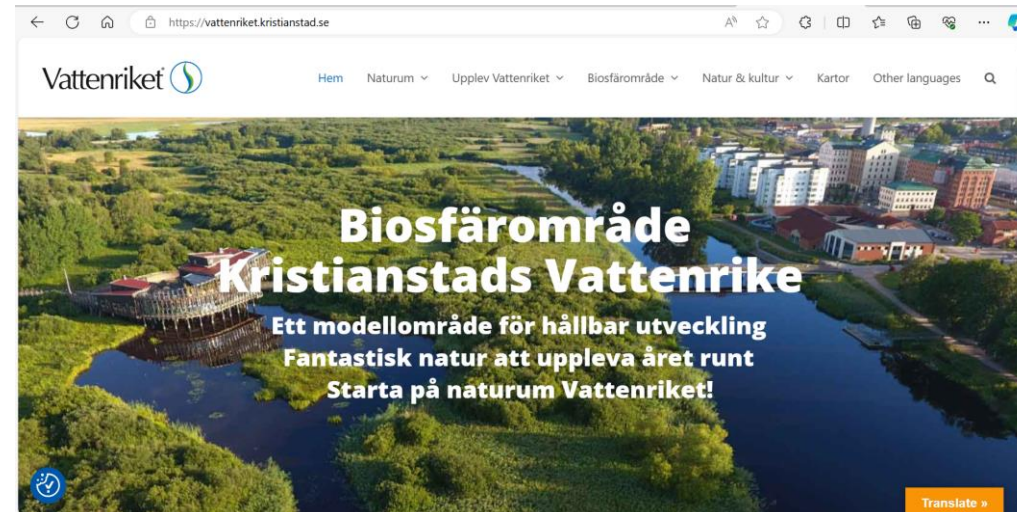 https://vattenriket.kristianstad.se
Vattenriket
Hem Naturum Upplev Vattenriket Biosfärområde Natur & kultur Kartor Other languages
Biosfärområde
Kristianstads Vattenrike
Ett modellområde för hållbar utveckling
Fantastisk natur att uppleva året runt
Starta på naturum Vattenriket!
Translate »